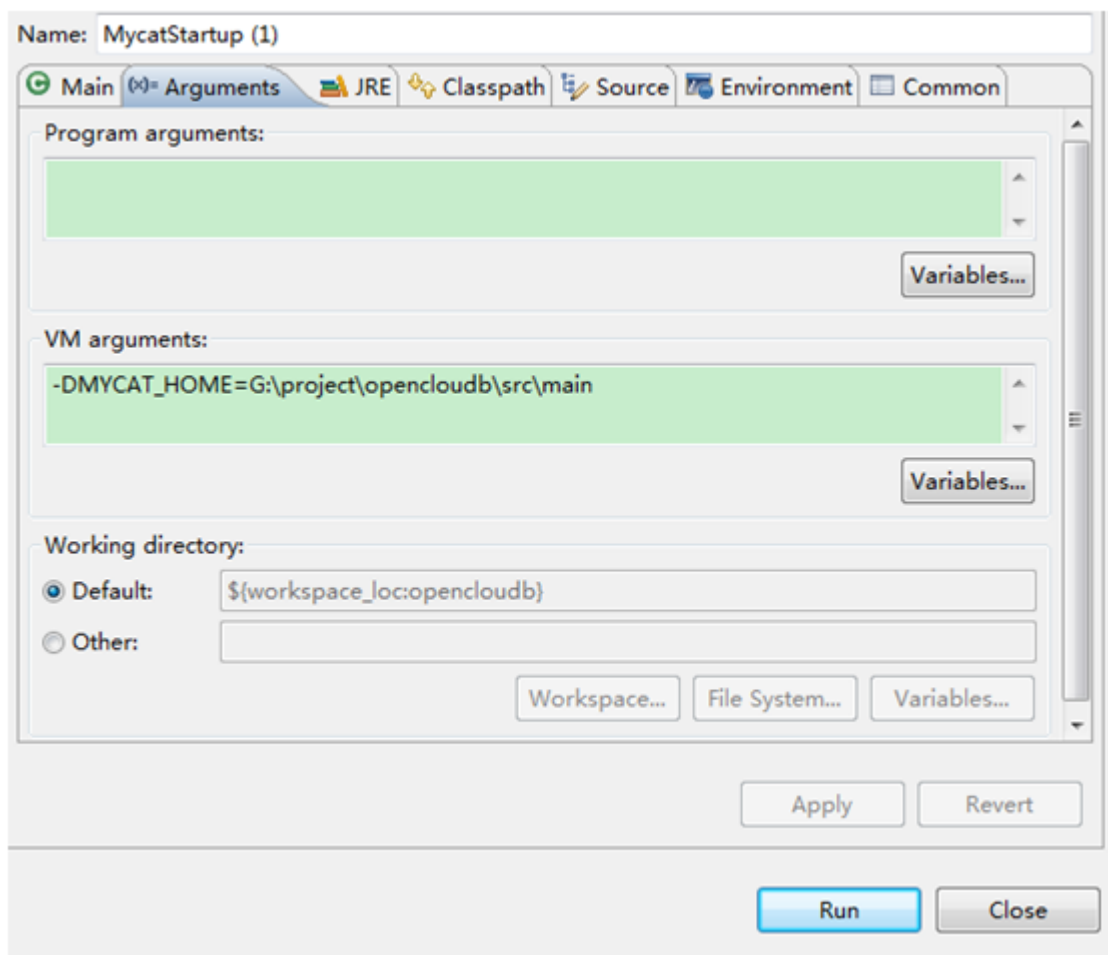 Name: MycatStartup (1)
Main (x)= Arguments JRE Classpath Source Environment Common
Program arguments:
Variables...
VM arguments:
-DMYCAT_HOME=G:\project\opencloudb\src\main
Variables...
Working directory:
Default: ${workspace_loc:opencloudb}
Other:
Workspace... File System... Variables...
Apply Revert
Run Close